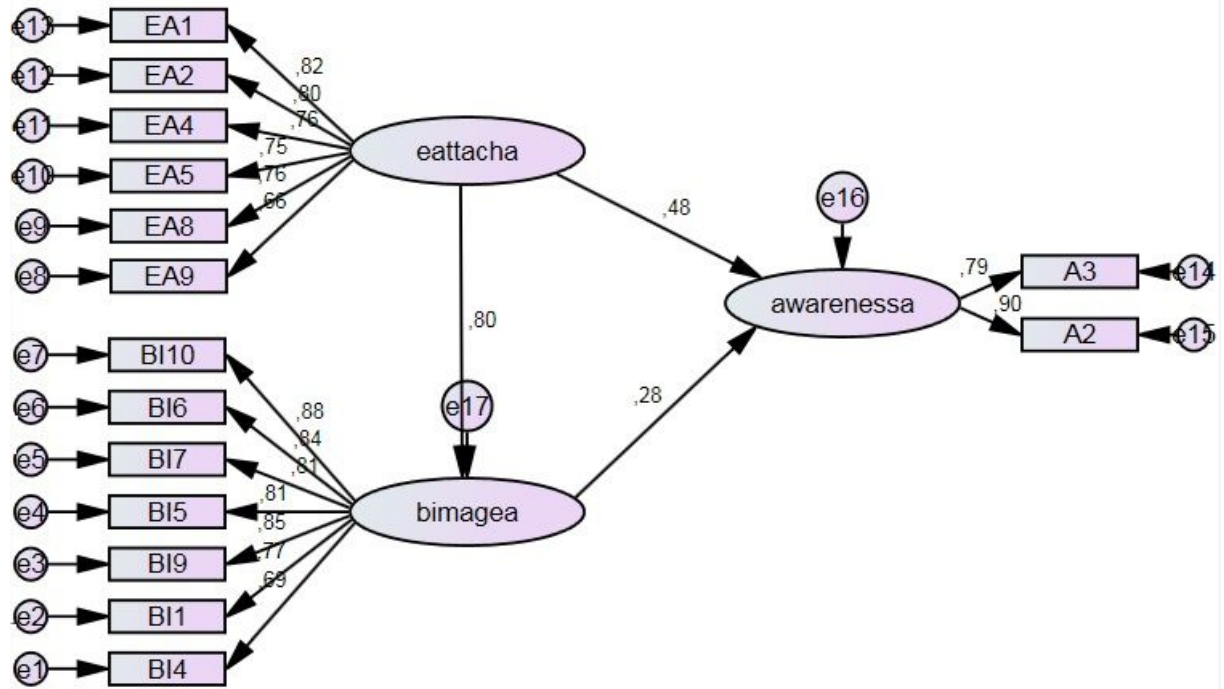 e13 EA1
,82
e12 EA2
,80
e11 EA4
,76
eattacha
,75
e10 EA5
,76
,66
e9 EA8
e8 EA9
,48
e16
,79
A3 e14
awarenessa
,90
A2 e15
,80
e7 BI10
,88
e17
,28
e6 BI6
,84
e5 BI7
,81
,81
e4 BI5
bimagea
,85
e3 BI9
,77
,69
e2 BI1
e1 BI4